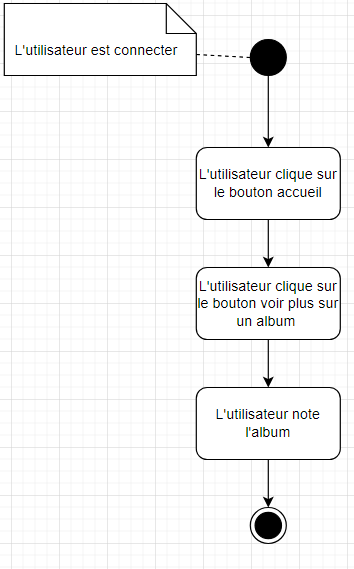 L'utilisateur est connecter
L'utilisateur clique sur
le bouton accueil
L'utilisateur clique sur
le bouton voir plus sur
un album
L'utilisateur note
l'album